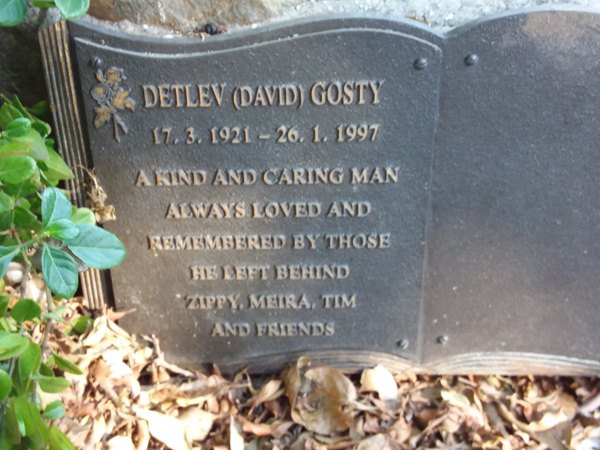 DETLEV (DAVID) GOSTY
17. 3. 1921 – 26. 1. 1997
A KIND AND CARING MAN
ALWAYS LOVED AND
REMEMBERED BY THOSE
HE LEFT BEHIND
ZIPPY, MEIRA, TIM
AND FRIENDS